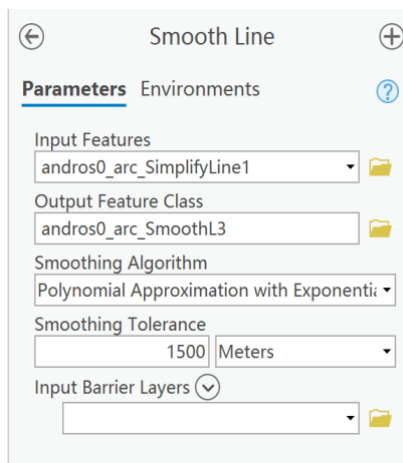 Smooth Line
Parameters Environments
?
Input Features
andros0_arc_SimplifyLine1
Output Feature Class
andros0_arc_SmoothL3
Smoothing Algorithm
Polynomial Approximation with Exponentia
Smoothing Tolerance
1500 Meters
Input Barrier Layers